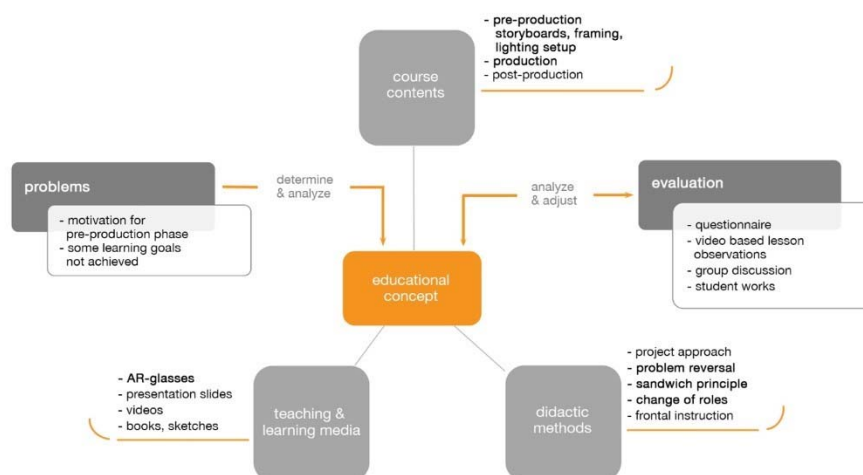 - pre-production
storyboards, framing,
lighting setup
- production
- post-production
course
contents
problems
determine
& analyze
analyze
& adjust
evaluation
- motivation for
pre-production phase
- some learning goals
not achieved
- questionnaire
- video based lesson
observations
- group discussion
- student works
educational
concept
- AR-glasses
- presentation slides
- videos
- books, sketches
teaching &
learning media
didactic
methods
- project approach
- problem reversal
- sandwich principle
- change of roles
- frontal instruction